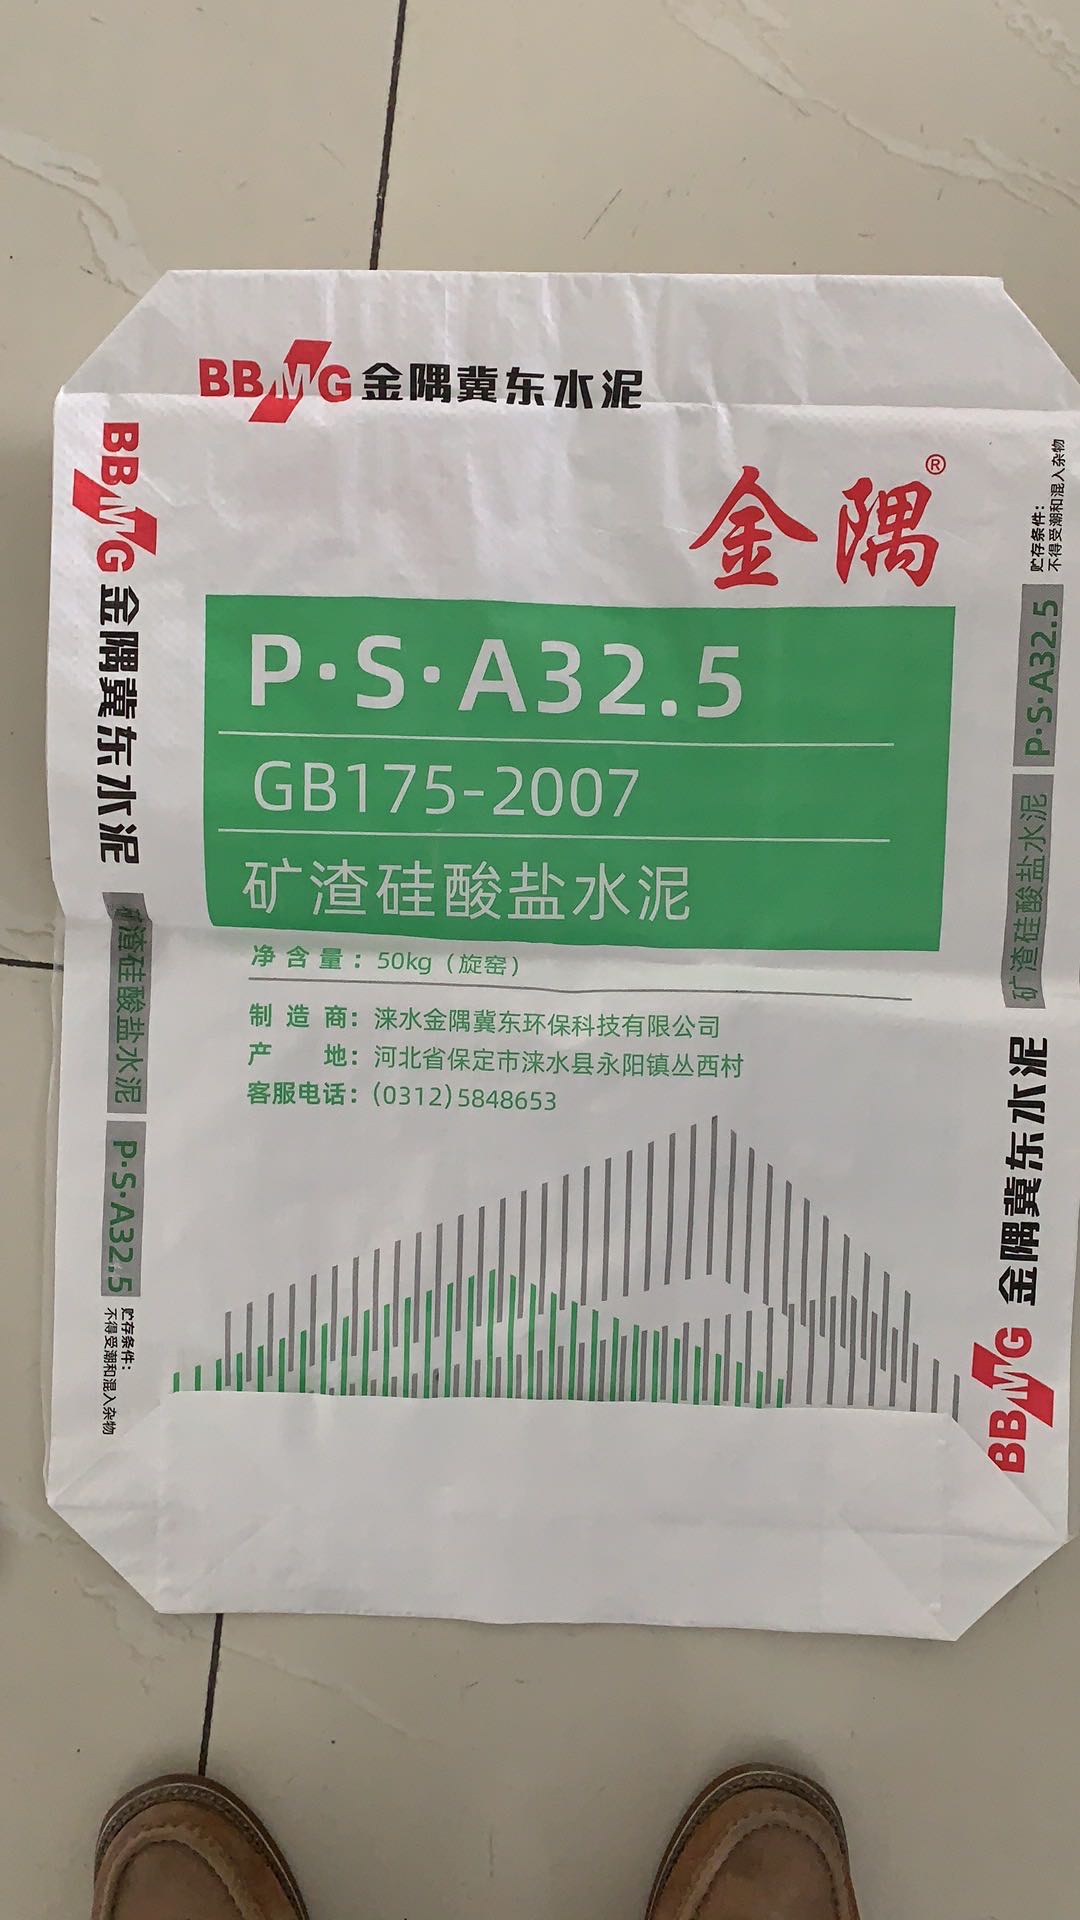 BBMG 金隅冀东水泥
金隅®
P·S·A32.5
GB175-2007
矿渣硅酸盐水泥
净含量：50kg（旋窑）
制造商：涞水金隅冀东环保科技有限公司
产地：河北省保定市涞水县永阳镇丛西村
客服电话：(0312)5848653
BBMG 金隅冀东水泥
矿渣硅酸盐水泥
P·S·A32.5
贮存条件：
不得受潮和混入杂物
BBMG 金隅冀东水泥
矿渣硅酸盐水泥
P·S·A32.5
贮存条件：
不得受潮和混入杂物